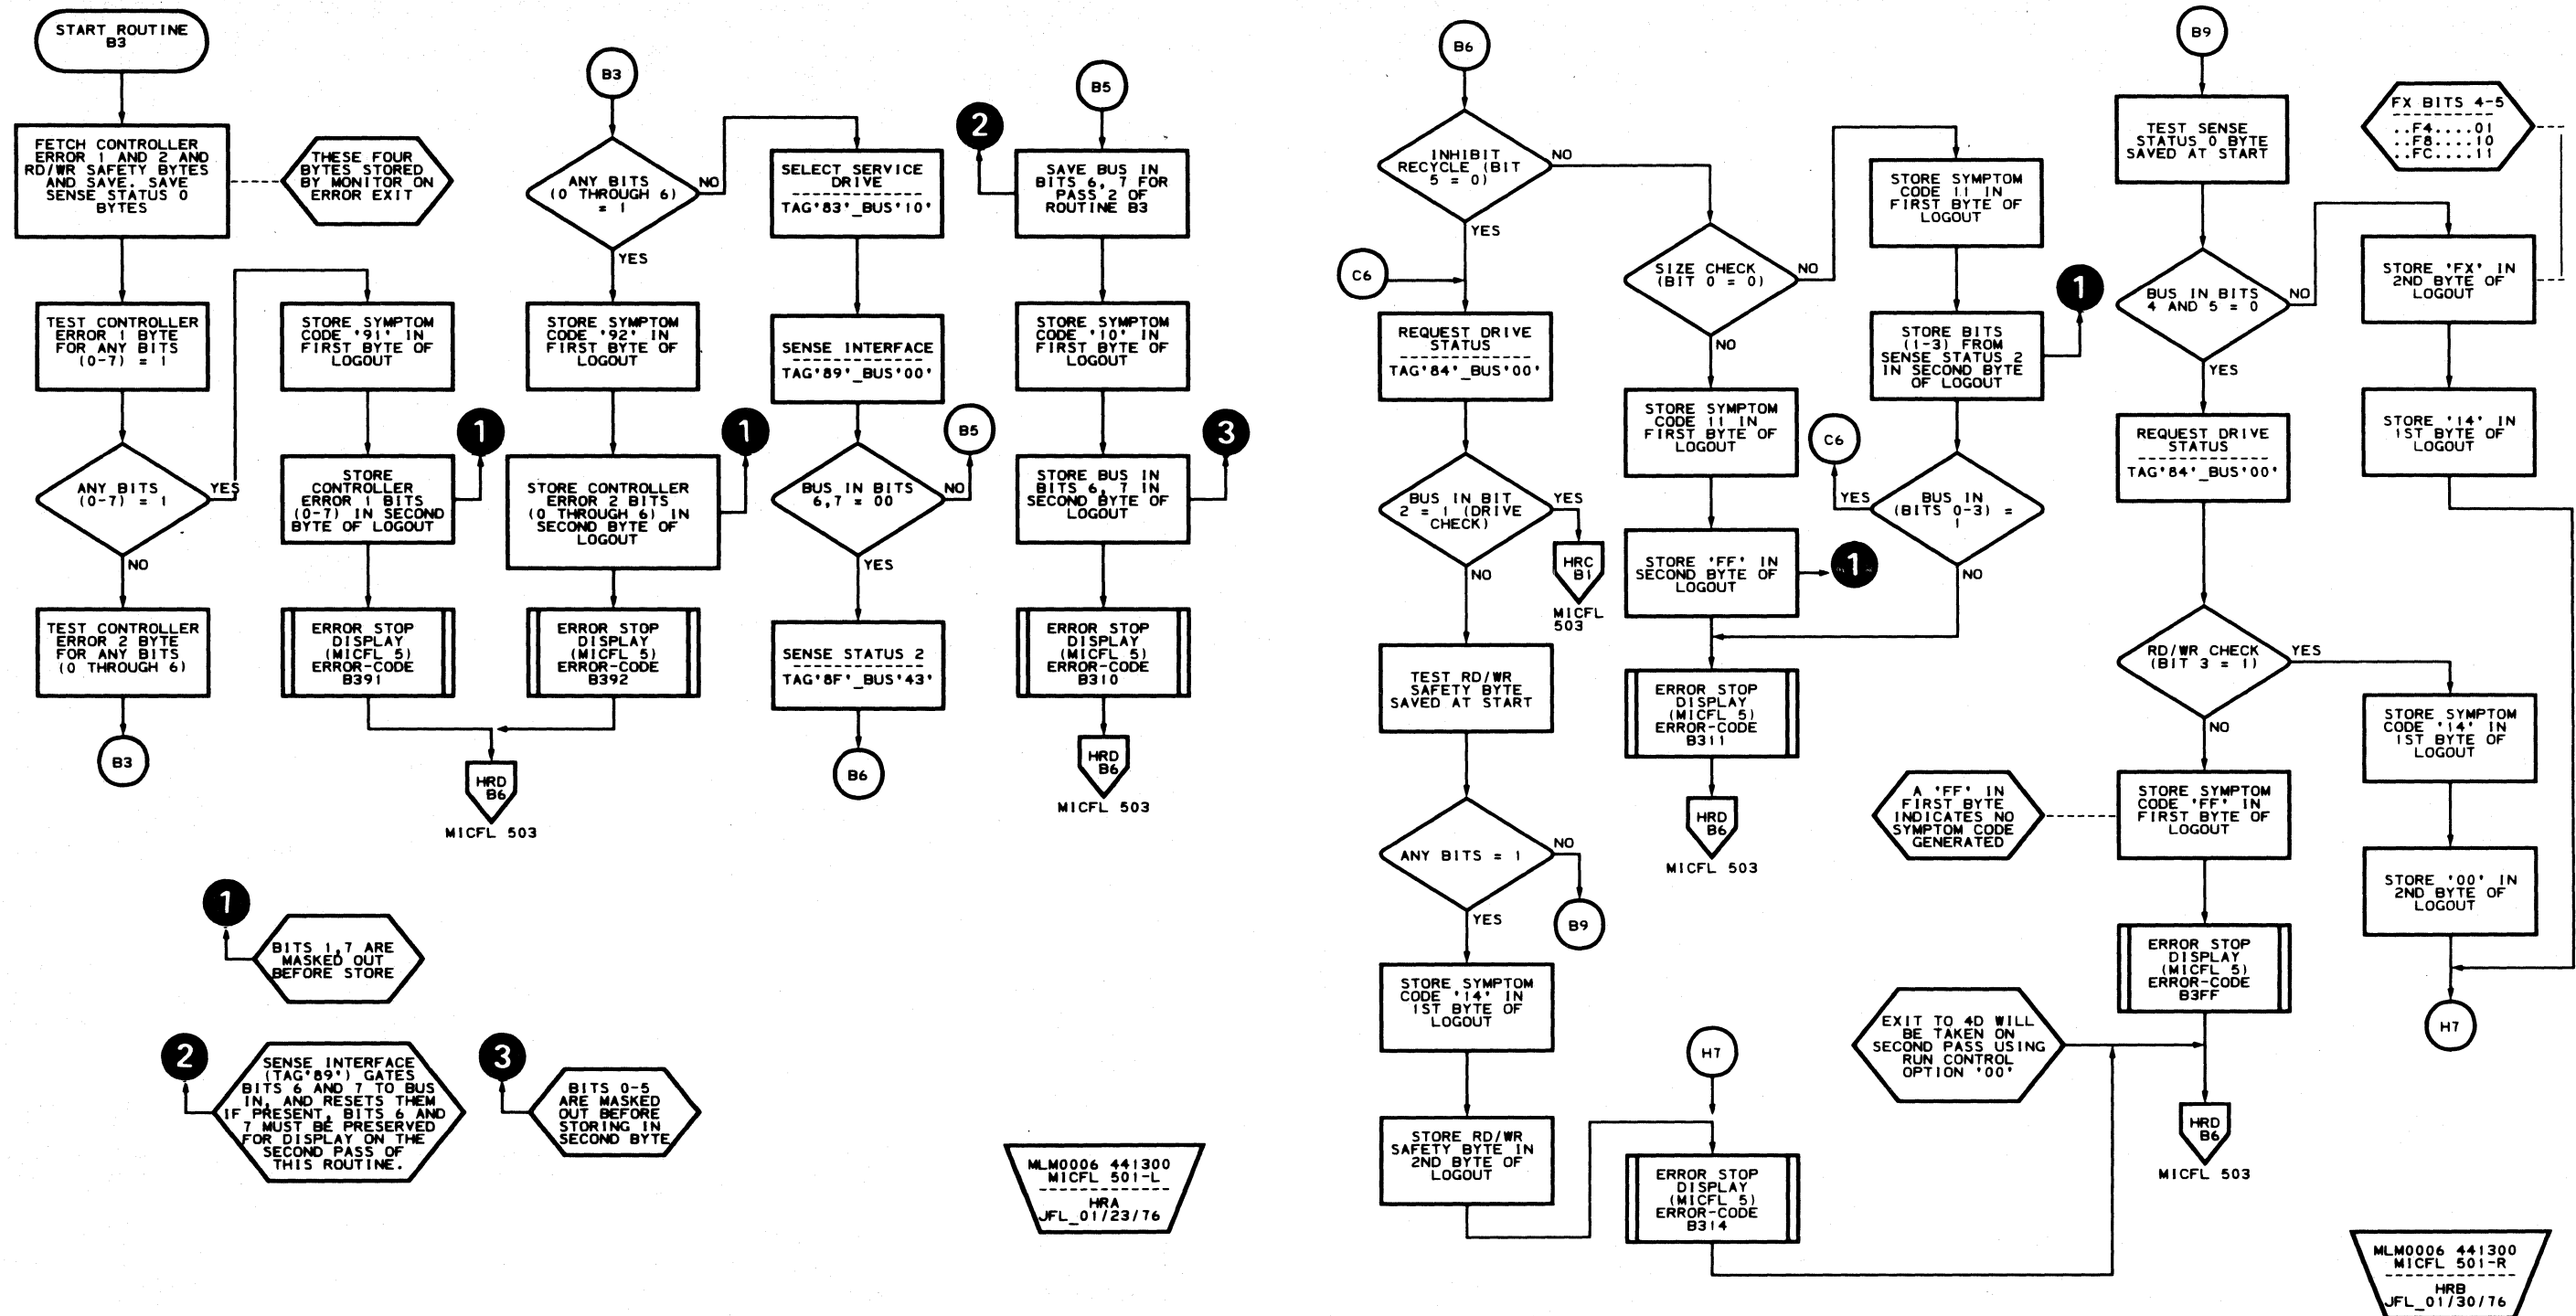 START ROUTINE
B3
FETCH CONTROLLER
ERROR 1 AND 2 AND
RD/WR SAFETY BYTES
AND SAVE. SAVE
SENSE STATUS 0
BYTES
THESE FOUR
BYTES STORED
BY MONITOR ON
ERROR EXIT
TEST CONTROLLER
ERROR 1 BYTE
FOR ANY BITS
(0-7) = 1
ANY BITS
(0-7) = 1
YES
NO
TEST CONTROLLER
ERROR 2 BYTE
FOR ANY BITS
(0 THROUGH 6)
B3
STORE SYMPTOM
CODE '91' IN
FIRST BYTE OF
LOGOUT
1
STORE
CONTROLLER
ERROR 1 BITS
(0-7) IN SECOND
BYTE OF LOGOUT
ERROR STOP
DISPLAY
(MICFL 5)
ERROR-CODE
B391
HRD
B6
MICFL 503
B3
ANY BITS
(0 THROUGH 6)
= 1
NO
YES
STORE SYMPTOM
CODE '92' IN
FIRST BYTE OF
LOGOUT
1
STORE CONTROLLER
ERROR 2 BITS
(0 THROUGH 6) IN
SECOND BYTE OF
LOGOUT
ERROR STOP
DISPLAY
(MICFL 5)
ERROR-CODE
B392
SELECT SERVICE
DRIVE
TAG'83'_BUS'10'
SENSE INTERFACE
TAG'89'_BUS'00'
BUS IN BITS
6,7 = 00
NO
B5
YES
SENSE STATUS 2
TAG'8F'_BUS'43'
B6
B5
2
SAVE BUS IN
BITS 6, 7 FOR
PASS 2 OF
ROUTINE B3
STORE SYMPTOM
CODE '10' IN
FIRST BYTE OF
LOGOUT
3
STORE BUS IN
BITS 6, 7 IN
SECOND BYTE OF
LOGOUT
ERROR STOP
DISPLAY
(MICFL 5)
ERROR-CODE
B310
HRD
B6
MICFL 503
1
BITS 1,7 ARE
MASKED OUT
BEFORE STORE
2
SENSE INTERFACE
(TAG'89') GATES
BITS 6 AND 7 TO BUS
IN, AND RESETS THEM
IF PRESENT, BITS 6 AND
7 MUST BE PRESERVED
FOR DISPLAY ON THE
SECOND PASS OF
THIS ROUTINE.
3
BITS 0-5
ARE MASKED
OUT BEFORE
STORING IN
SECOND BYTE
MLM0006 441300
MICFL 501-L
HRA
JFL_01/23/76
B6
INHIBIT
RECYCLE (BIT
5 = 0)
NO
YES
C6
REQUEST DRIVE
STATUS
TAG'84'_BUS'00'
BUS IN BIT
2 = 1 (DRIVE
CHECK)
YES
HRC
B1
MICFL
503
NO
TEST RD/WR
SAFETY BYTE
SAVED AT START
ANY BITS = 1
NO
B9
YES
STORE SYMPTOM
CODE '14' IN
1ST BYTE OF
LOGOUT
STORE RD/WR
SAFETY BYTE IN
2ND BYTE OF
LOGOUT
SIZE CHECK
(BIT 0 = 0)
NO
NO
STORE SYMPTOM
CODE 11 IN
FIRST BYTE OF
LOGOUT
STORE 'FF' IN
SECOND BYTE OF
LOGOUT
1
ERROR STOP
DISPLAY
(MICFL 5)
ERROR-CODE
B311
HRD
B6
MICFL 503
H7
ERROR STOP
DISPLAY
(MICFL 5)
ERROR-CODE
B314
STORE SYMPTOM
CODE 11 IN
FIRST BYTE OF
LOGOUT
1
STORE BITS
(1-3) FROM
SENSE STATUS 2
IN SECOND BYTE
OF LOGOUT
C6
YES
BUS IN
(BITS 0-3) =
1
NO
B9
TEST SENSE
STATUS 0 BYTE
SAVED AT START
BUS IN BITS
4 AND 5 = 0
NO
YES
REQUEST DRIVE
STATUS
TAG'84'_BUS'00'
RD/WR CHECK
(BIT 3 = 1)
YES
NO
A 'FF' IN
FIRST BYTE
INDICATES NO
SYMPTOM CODE
GENERATED
STORE SYMPTOM
CODE 'FF' IN
FIRST BYTE OF
LOGOUT
ERROR STOP
DISPLAY
(MICFL 5)
ERROR-CODE
B3FF
EXIT TO 4D WILL
BE TAKEN ON
SECOND PASS USING
RUN CONTROL
OPTION '00'
HRD
B6
MICFL 503
FX BITS 4-5
..F4....01
..F8....10
..FC....11
STORE 'FX' IN
2ND BYTE OF
LOGOUT
STORE '14' IN
1ST BYTE OF
LOGOUT
STORE SYMPTOM
CODE '14' IN
1ST BYTE OF
LOGOUT
STORE '00' IN
2ND BYTE OF
LOGOUT
H7
MLM0006 441300
MICFL 501-R
HRB
JFL_01/30/76